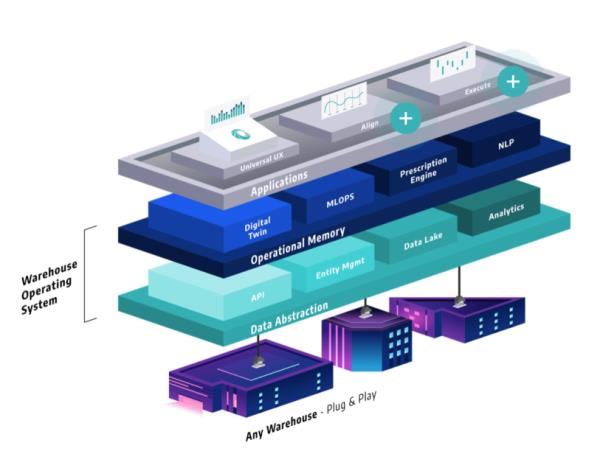 Universal UX
Align
+
Execute
+
Applications
Digital
Twin
MLOPS
Prescription
Engine
NLP
Operational Memory
Warehouse
Operating
System
API
Entity Mgmt
Data Lake
Analytics
Data Abstraction
Any Warehouse - Plug & Play